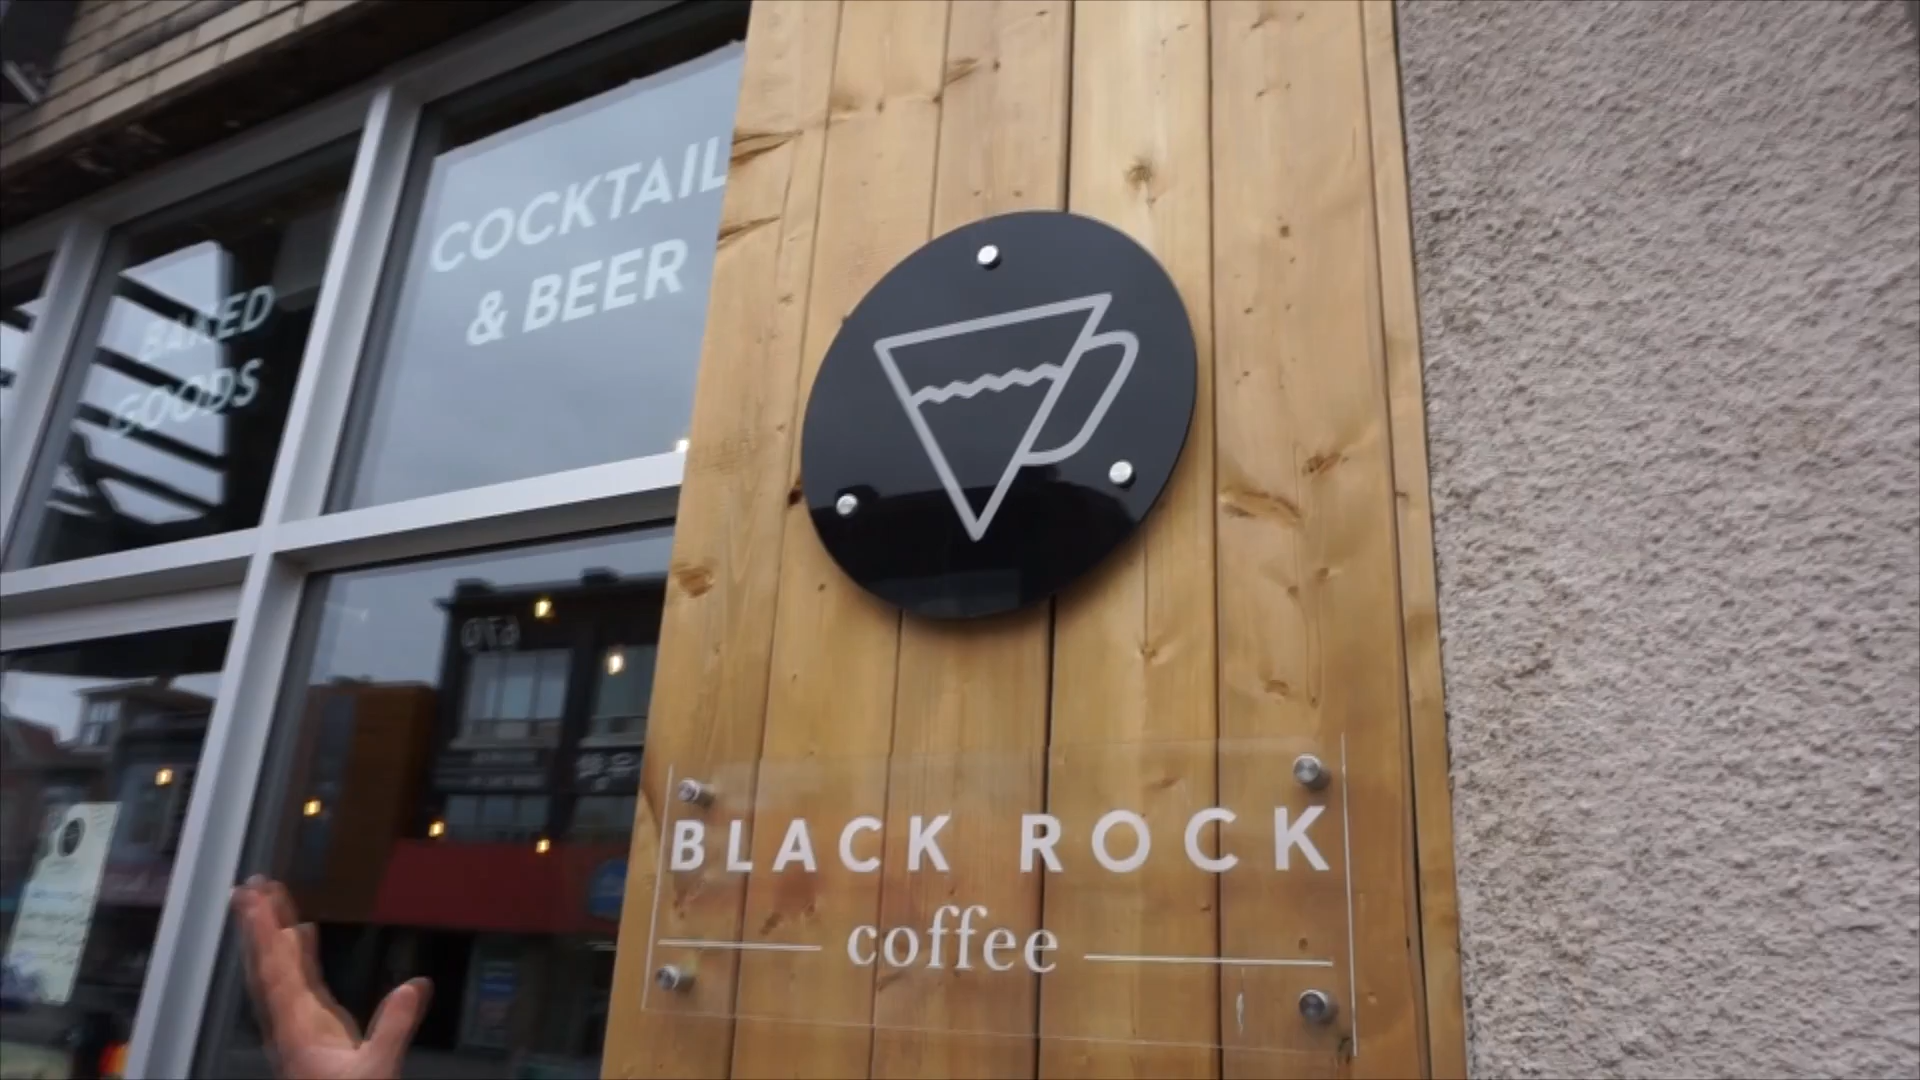 BAKED
GOODS
COCKTAIL
& BEER
BLACK ROCK
coffee